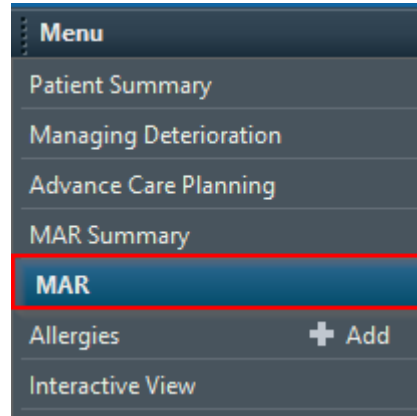 Menu
Patient Summary
Managing Deterioration
Advance Care Planning
MAR Summary
MAR
Allergies + Add
Interactive View